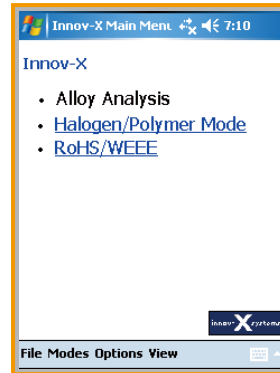 Innov-X Main Menu 7:10
Innov-X
• Alloy Analysis
• Halogen/Polymer Mode
• RoHS/WEEE
innov-X systems
File Modes Options View